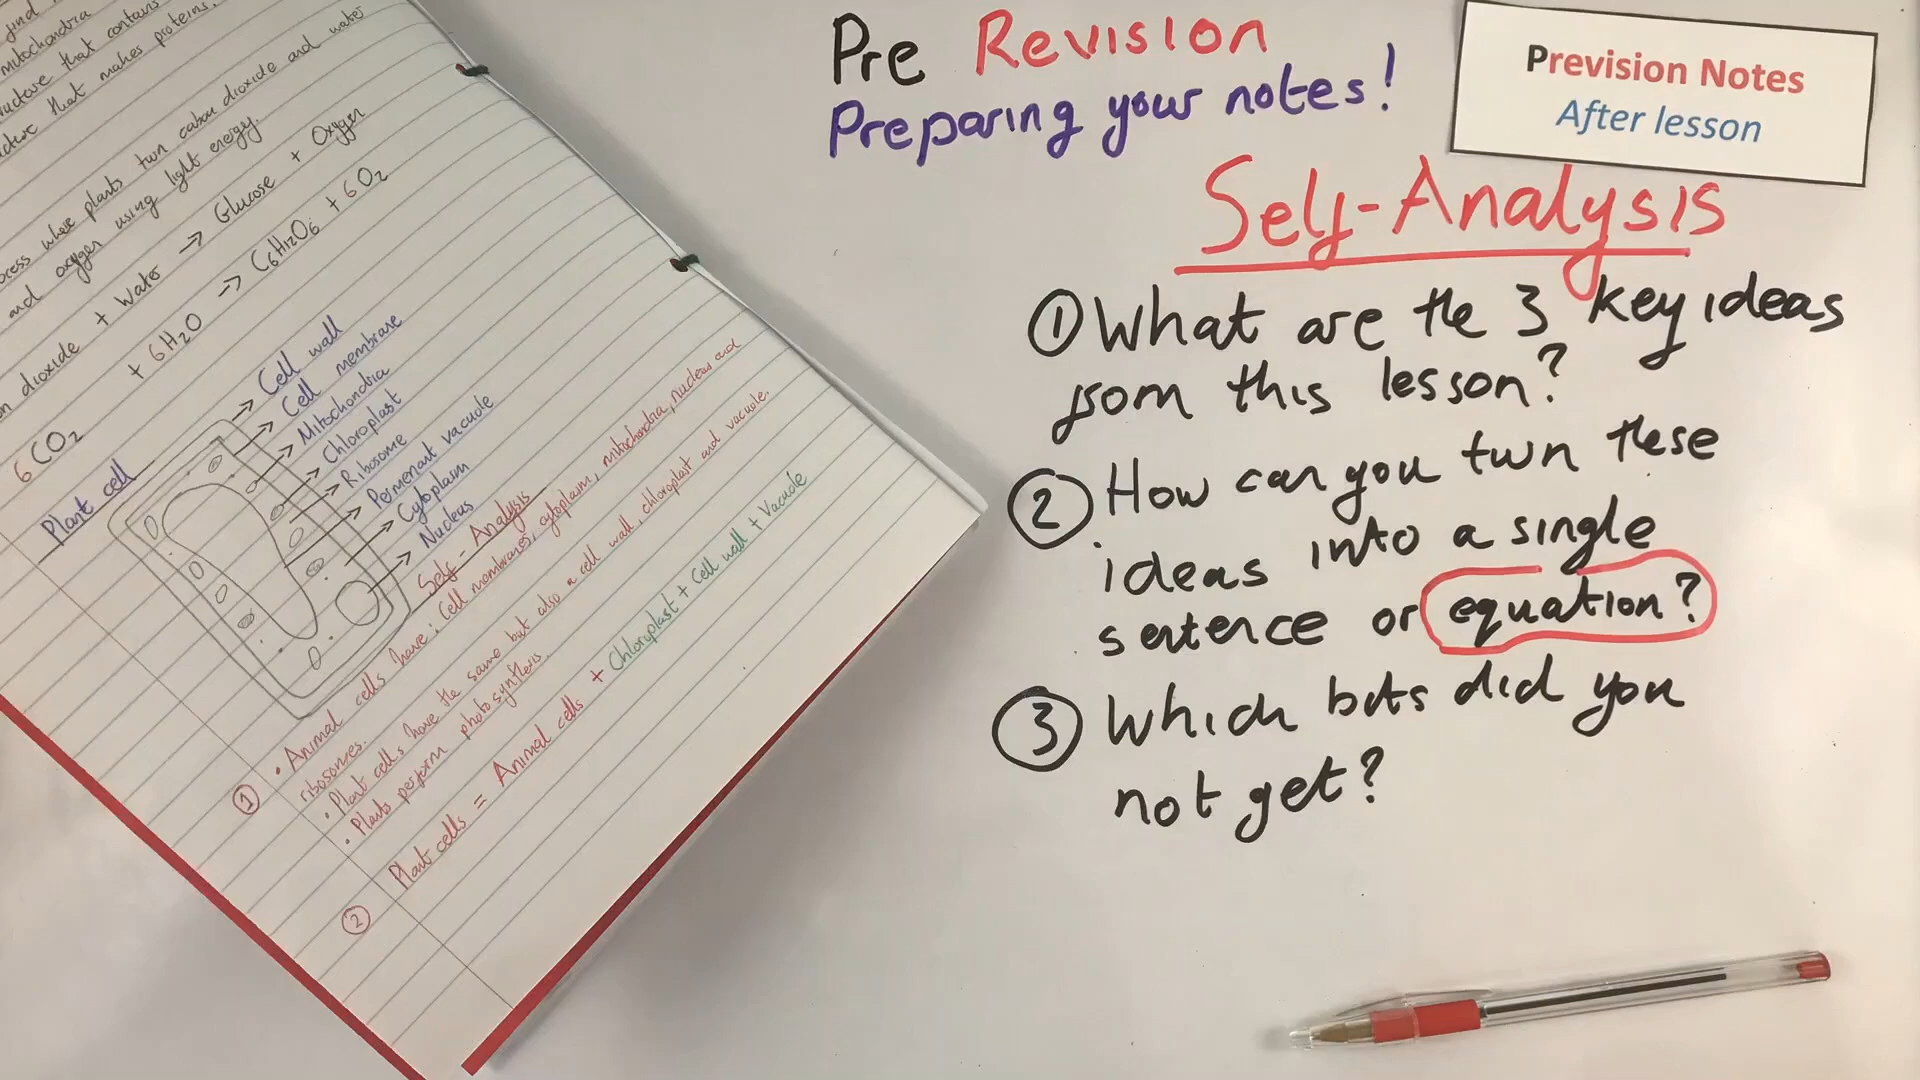 find
mitochondria
structure that contains
that makes proteins.
process where plants turn carbon dioxide and water
and oxygen using light energy.
dioxide + Water → Glucose + Oxygen
6CO2 + 6H2O → C6H12O6 + 6O2
Plant cell
Cell wall
Cell membrane
Mitochondria
Chloroplast
Ribosome
Permenant vacuole
Cytoplasm
Nucleus
Self-Analysis
① • Animal cells have: Cell membranes, cytoplasm, mitochondria, nucleus and
ribosomes.
• Plant cells have the same but also a cell wall, chloroplast and vacuole.
• Plants perform photosynthesis.
② Plant cells = Animal cells + Chloroplast + Cell wall + Vacuole
Pre Revision
Preparing your notes!
Prevision Notes
After lesson
Self-Analysis
① What are the 3 key ideas
from this lesson?
② How can you turn these
ideas into a single
sentence or equation?
③ Which bits did you
not get?